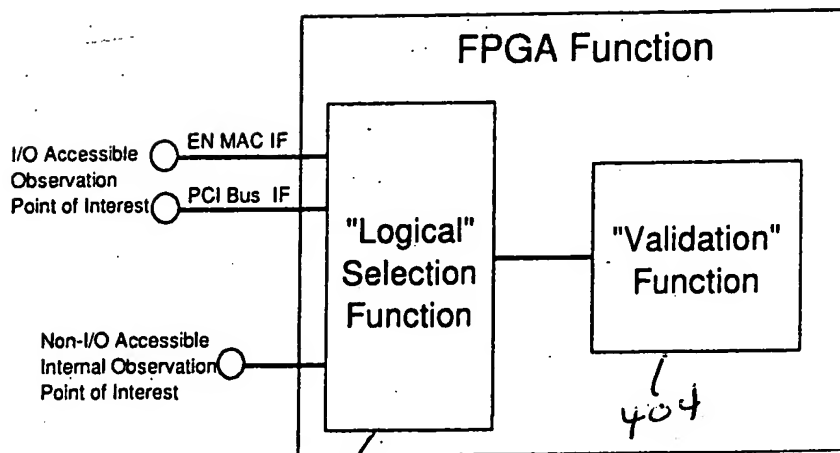 FPGA Function
EN MAC IF
I/O Accessible
Observation
Point of Interest
PCI Bus IF
"Logical"
Selection
Function
"Validation"
Function
Non-I/O Accessible
Internal Observation
Point of Interest
404